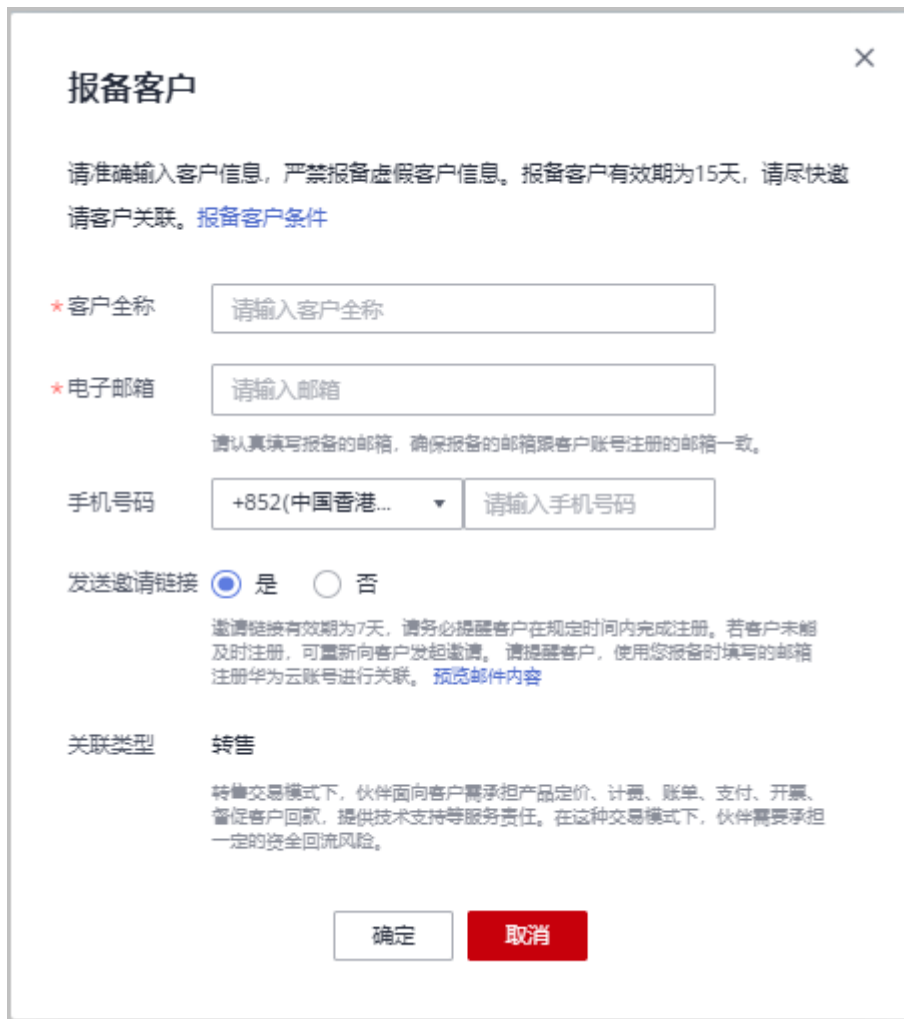 报备客户
请准确输入客户信息，严禁报备虚假客户信息。报备客户有效期为15天，请尽快邀
请客户关联。报备客户条件
*客户全称 请输入客户全称
*电子邮箱 请输入邮箱
请认真填写报备的邮箱，确保报备的邮箱跟客户账号注册的邮箱一致。
手机号码 +852(中国香港... 请输入手机号码
发送邀请链接 是 否
邀请链接有效期为7天，请务必提醒客户在规定时间内完成注册。若客户未能
及时注册，可重新向客户发起邀请。 请提醒客户，使用您报备时填写的邮箱
注册华为云账号进行关联。 预览邮件内容
关联类型 转售
转售交易模式下，伙伴面向客户需承担产品定价、计费、账单、支付、开票、
督促客户回款，提供技术支持等服务责任。在这种交易模式下，伙伴需要承担
一定的资金回流风险。
确定 取消